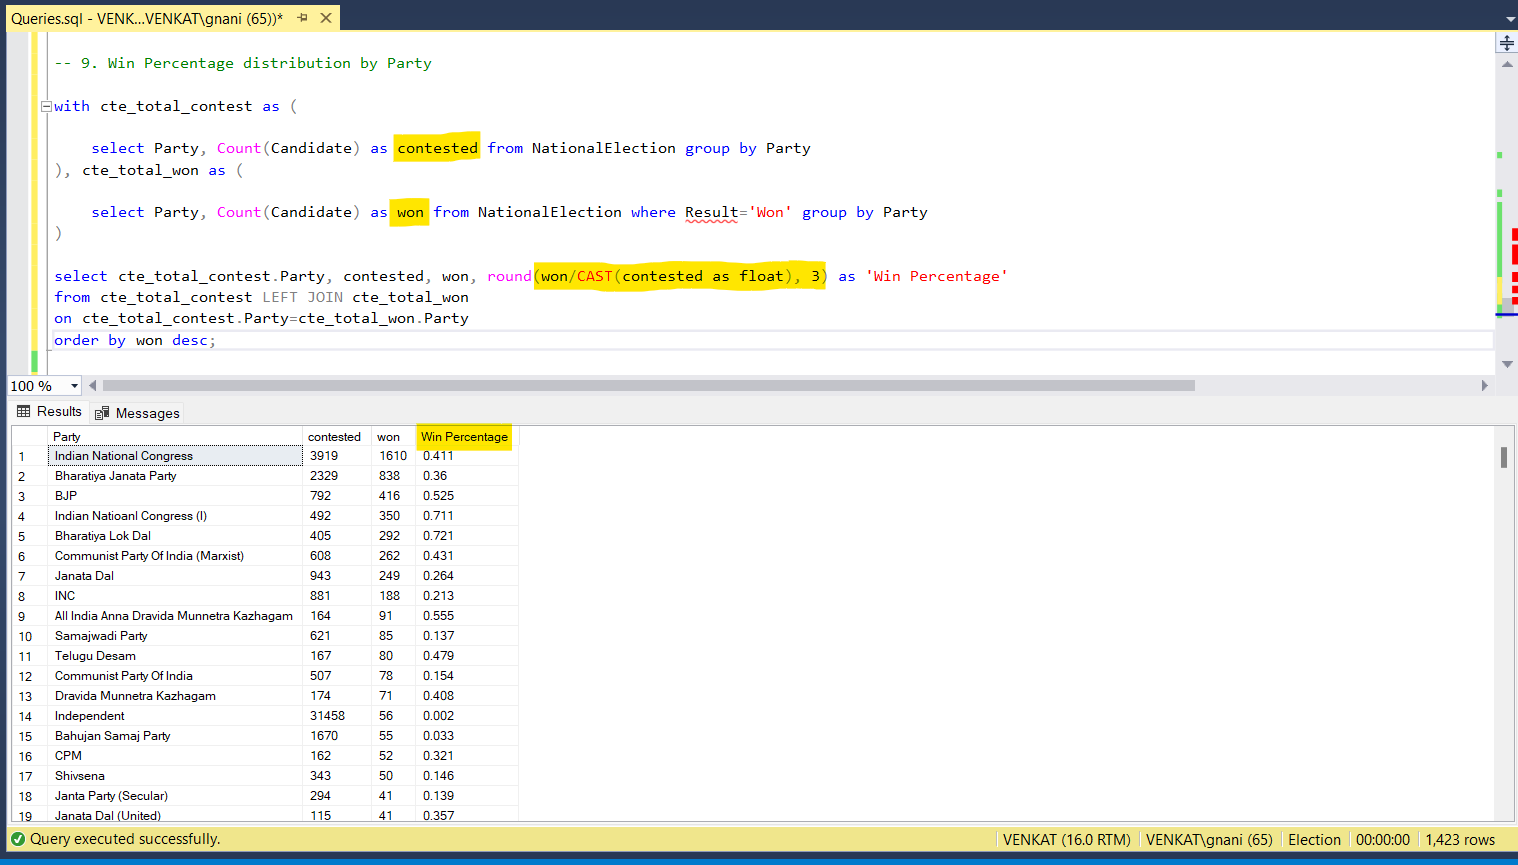 Queries.sql - VENK...VENKAT\gnani (65))*
-- 9. Win Percentage distribution by Party
with cte_total_contest as (
select Party, Count(Candidate) as contested from NationalElection group by Party
), cte_total_won as (
select Party, Count(Candidate) as won from NationalElection where Result='Won' group by Party
)
select cte_total_contest.Party, contested, won, round(won/CAST(contested as float), 3) as 'Win Percentage'
from cte_total_contest LEFT JOIN cte_total_won
on cte_total_contest.Party=cte_total_won.Party
order by won desc;
100 %
Results Messages
Party contested won Win Percentage
1 Indian National Congress 3919 1610 0.411
2 Bharatiya Janata Party 2329 838 0.36
3 BJP 792 416 0.525
4 Indian Natioanl Congress (I) 492 350 0.711
5 Bharatiya Lok Dal 405 292 0.721
6 Communist Party Of India (Marxist) 608 262 0.431
7 Janata Dal 943 249 0.264
8 INC 881 188 0.213
9 All India Anna Dravida Munnetra Kazhagam 164 91 0.555
10 Samajwadi Party 621 85 0.137
11 Telugu Desam 167 80 0.479
12 Communist Party Of India 507 78 0.154
13 Dravida Munnetra Kazhagam 174 71 0.408
14 Independent 31458 56 0.002
15 Bahujan Samaj Party 1670 55 0.033
16 CPM 162 52 0.321
17 Shivsena 343 50 0.146
18 Janta Party (Secular) 294 41 0.139
19 Janata Dal (United) 115 41 0.357
Query executed successfully. VENKAT (16.0 RTM) VENKAT\gnani (65) Election 00:00:00 1,423 rows